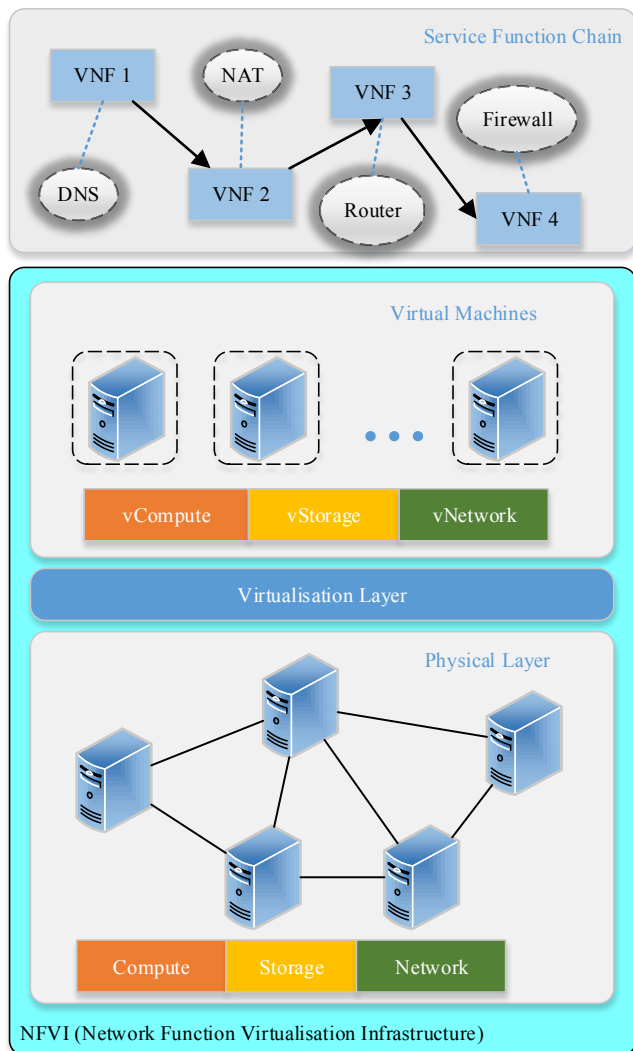 Service Function Chain
VNF 1
NAT
VNF 3
Firewall
DNS
VNF 2
Router
VNF 4
Virtual Machines
vCompute
vStorage
vNetwork
Virtualisation Layer
Physical Layer
Compute
Storage
Network
NFVI (Network Function Virtualisation Infrastructure)